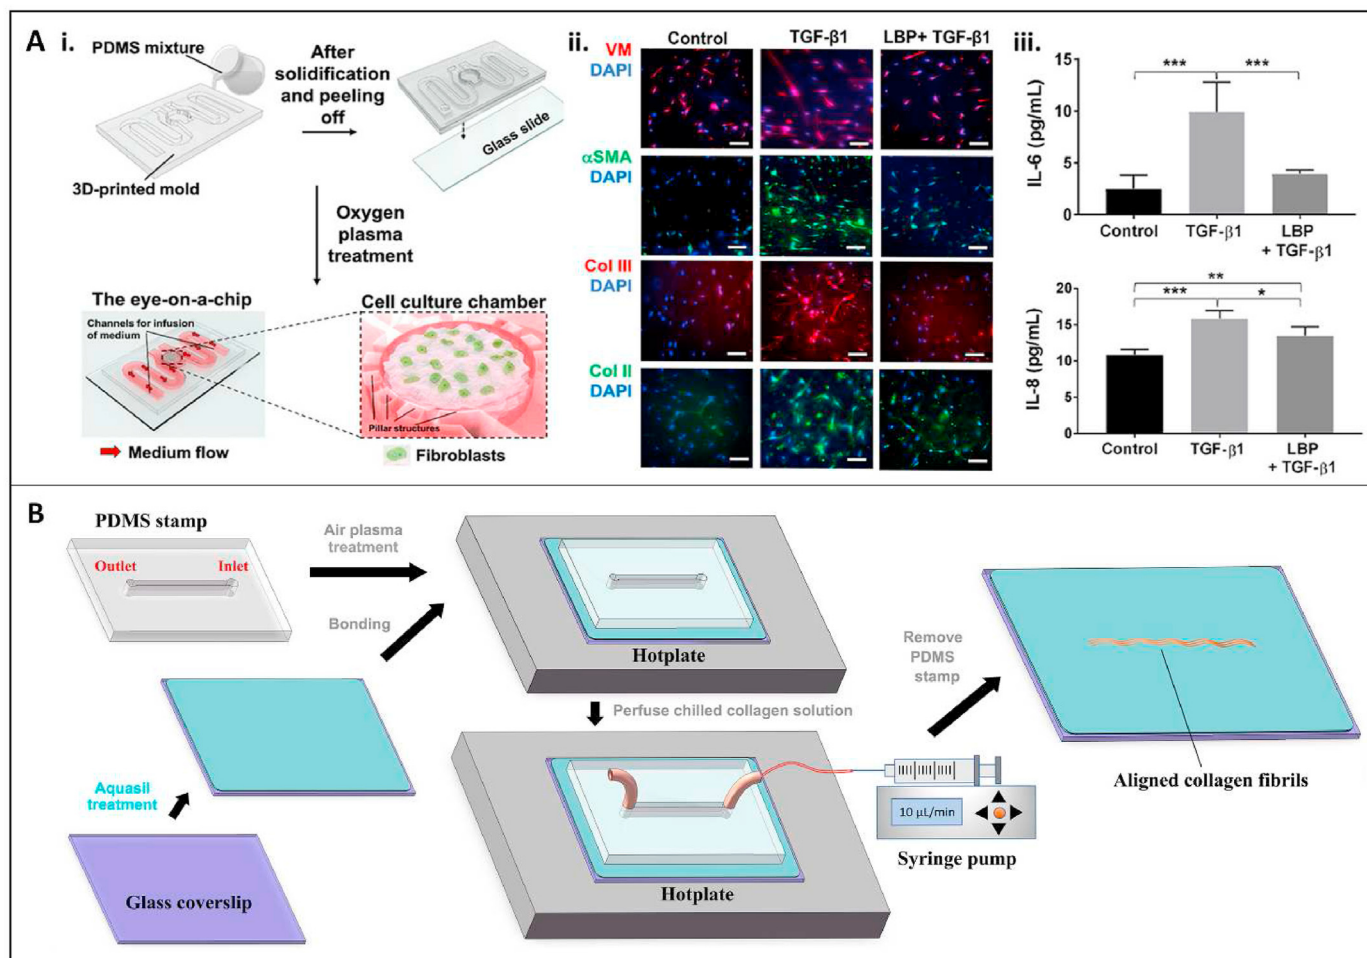 A
i.
PDMS mixture
3D-printed mold
After
solidification
and peeling
off
Glass slide
Oxygen
plasma
treatment
The eye-on-a-chip
Channels for infusion
of medium
Medium flow
Cell culture chamber
Pillar structures
Fibroblasts
ii.
Control
TGF-β1
LBP+ TGF-β1
VM
DAPI
αSMA
DAPI
Col III
DAPI
Col II
DAPI
iii.
IL-6 (pg/mL)
15
10
5
0
***
***
Control
TGF-β1
LBP
+ TGF-β1
IL-8 (pg/mL)
20
15
10
5
0
**
***
*
Control
TGF-β1
LBP
+ TGF-β1
B
PDMS stamp
Outlet
Inlet
Air plasma
treatment
Bonding
Aquasil
treatment
Glass coverslip
Hotplate
Perfuse chilled collagen solution
Hotplate
10 µL/min
Syringe pump
Remove
PDMS
stamp
Aligned collagen fibrils